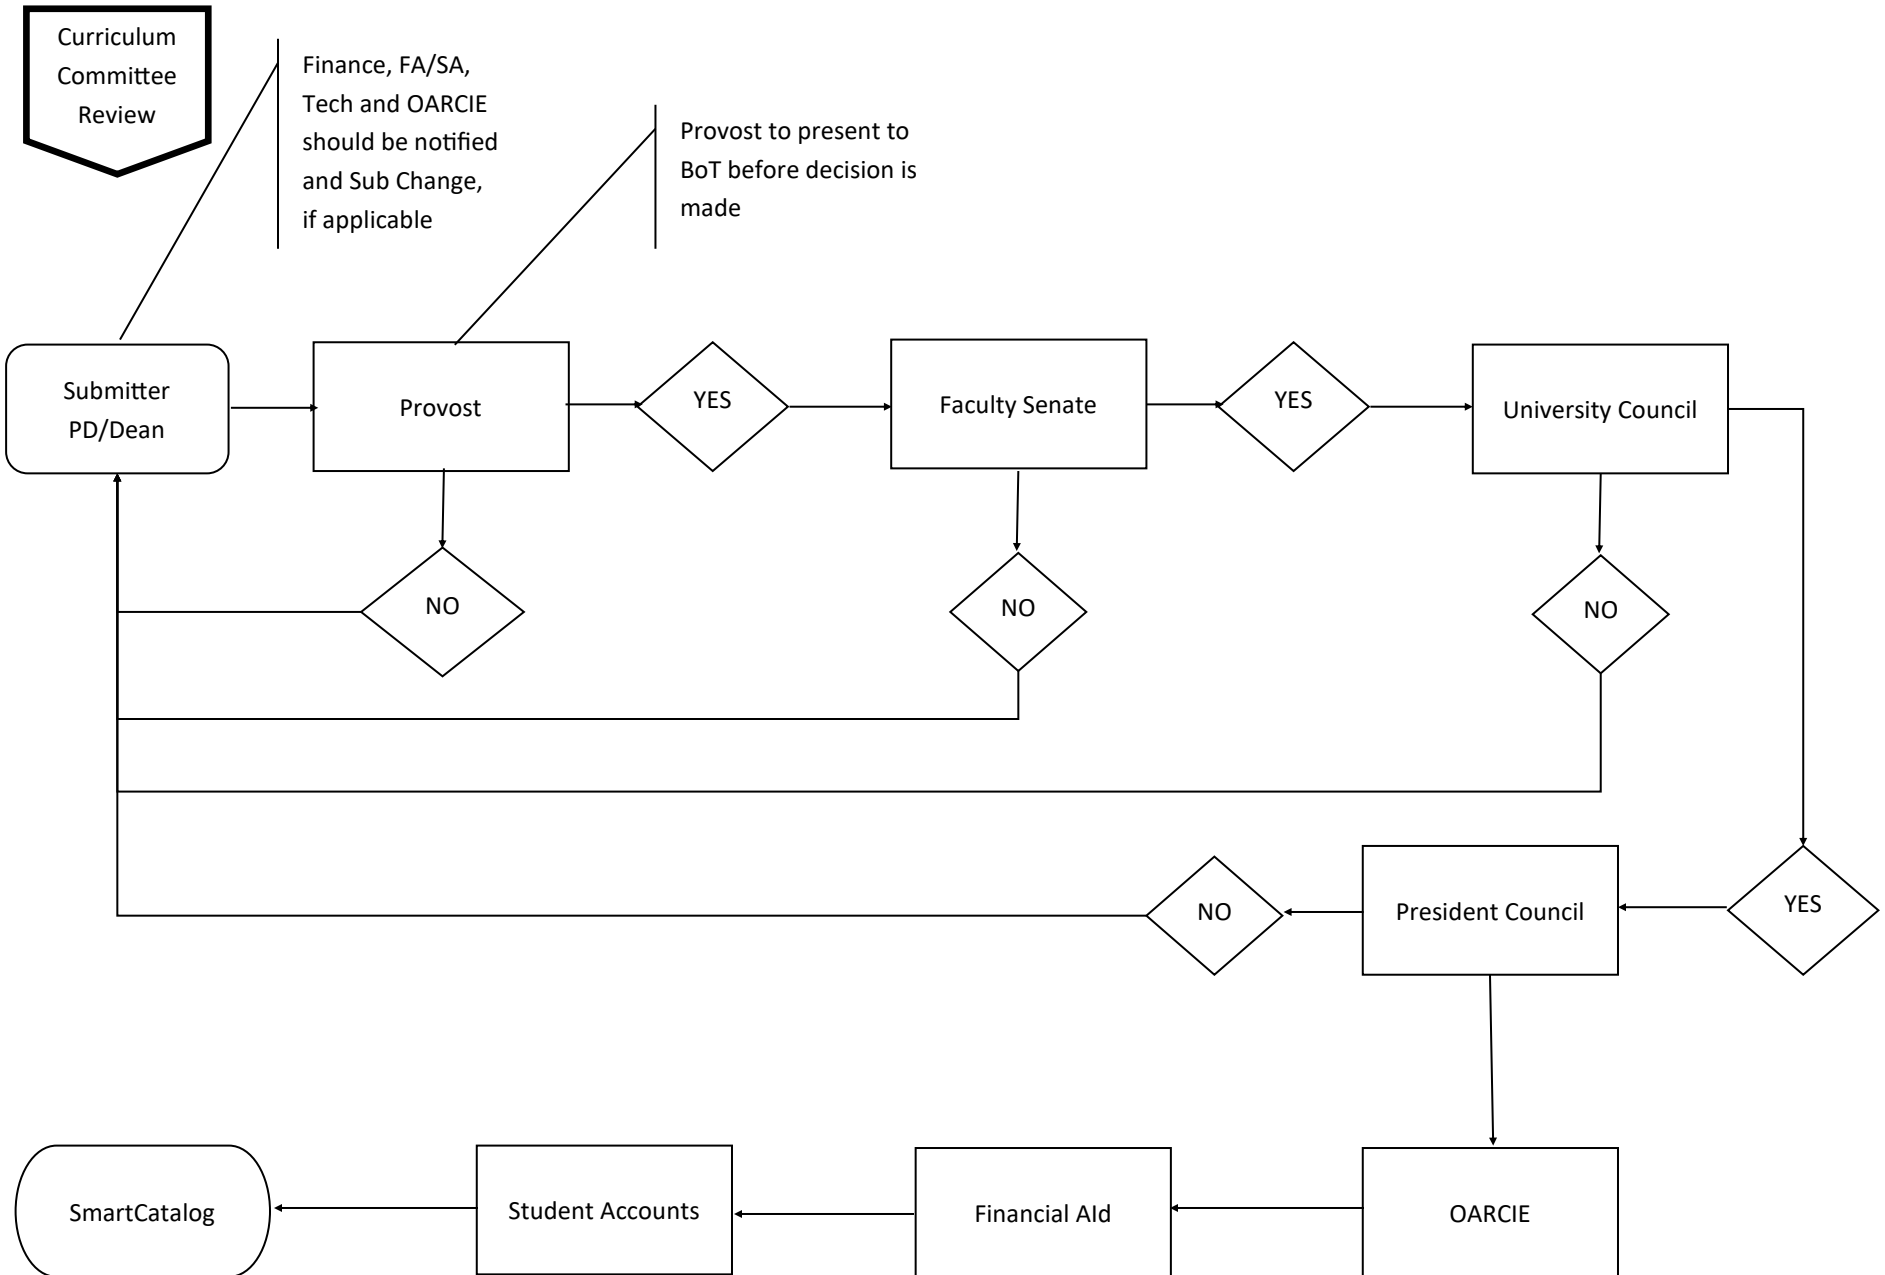 Curriculum
Committee
Review
Finance, FA/SA,
Tech and OARCIE
should be notified
and Sub Change,
if applicable
Provost to present to
BoT before decision is
made
Submitter
PD/Dean
Provost
YES
Faculty Senate
YES
University Council
NO
NO
NO
NO
President Council
YES
SmartCatalog
Student Accounts
Financial AId
OARCIE